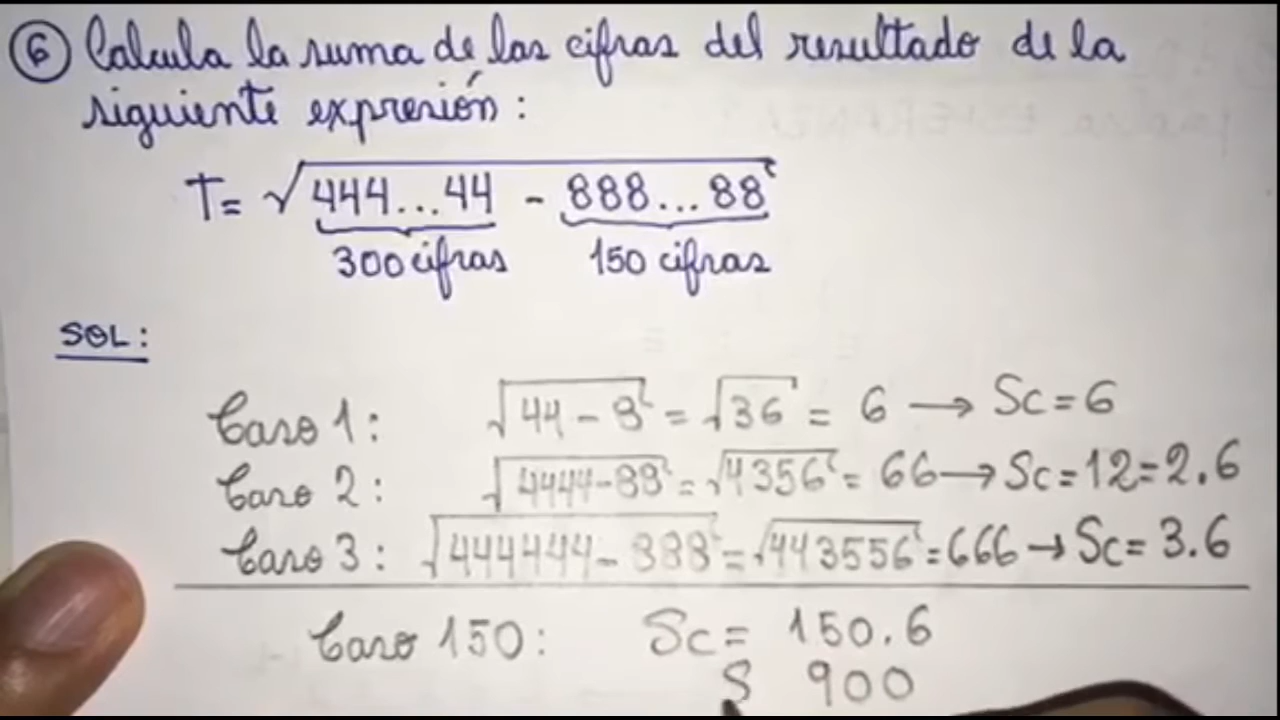 6 Calcula la suma de las cifras del resultado de la
siguiente expresión:
T= √444...44 - 888...88
300 cifras 150 cifras
SOL:
Caso 1: √44-8 = √36 = 6 → Sc=6
Caso 2: √4444-88 = √4356 = 66 → Sc=12=2.6
Caso 3: √444444-888 = √443556 = 666 → Sc=3.6
Caso 150: Sc= 150.6
S 900